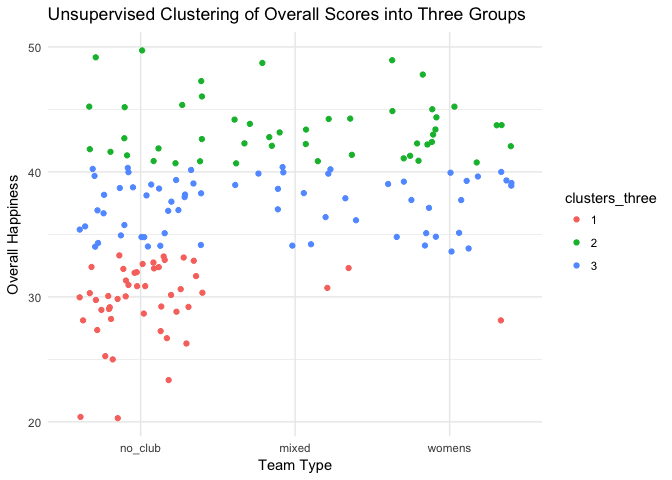 Unsupervised Clustering of Overall Scores into Three Groups
Overall Happiness
50
40
30
20
no_club mixed womens
Team Type
clusters_three
1
2
3